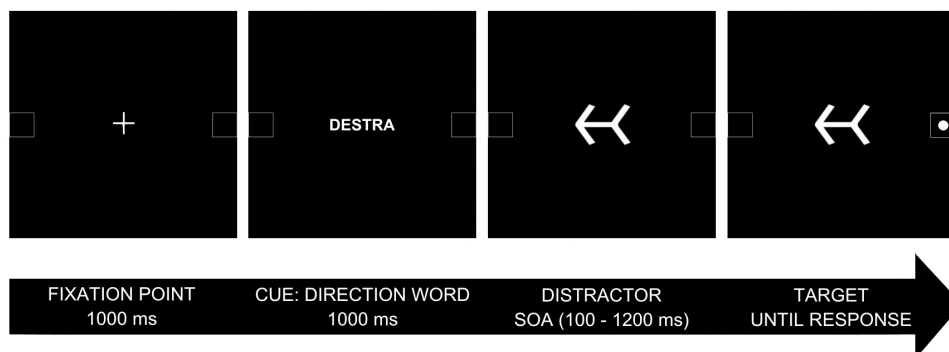 DESTRA
FIXATION POINT
1000 ms
CUE: DIRECTION WORD
1000 ms
DISTRACTOR
SOA (100 - 1200 ms)
TARGET
UNTIL RESPONSE